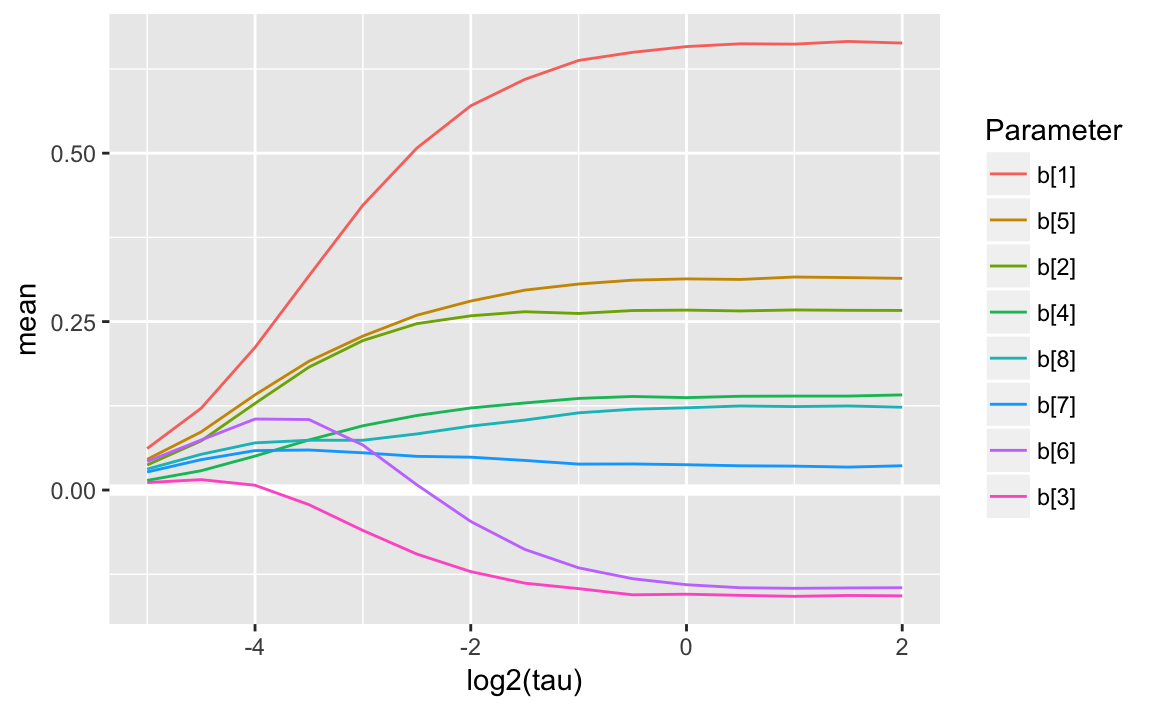 mean
0.50
0.25
0.00
-4
-2
0
2
log2(tau)
Parameter
b[1]
b[5]
b[2]
b[4]
b[8]
b[7]
b[6]
b[3]